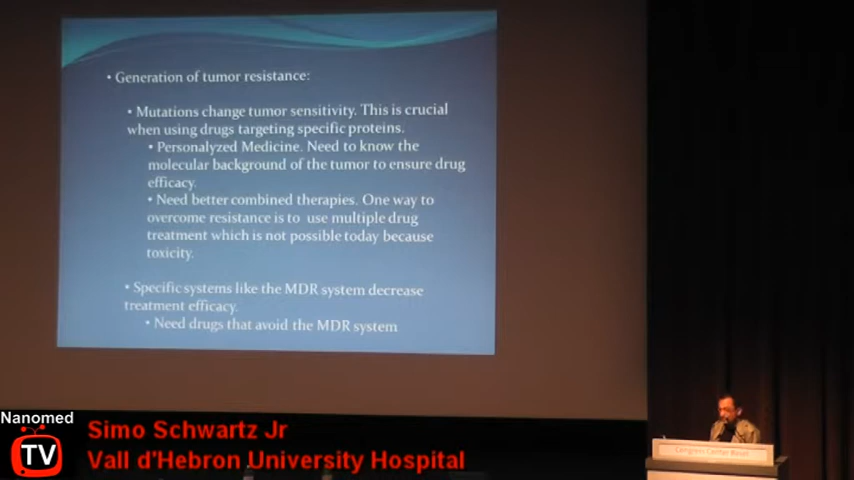 • Generation of tumor resistance:
• Mutations change tumor sensitivity. This is crucial
when using drugs targeting specific proteins.
• Personalyzed Medicine. Need to know the
molecular background of the tumor to ensure drug
efficacy.
• Need better combined therapies. One way to
overcome resistance is to use multiple drug
treatment which is not possible today because
toxicity.
• Specific systems like the MDR system decrease
treatment efficacy.
• Need drugs that avoid the MDR system
Nanomed
TV
Simo Schwartz Jr
Vall d'Hebron University Hospital
Congress Center Basel